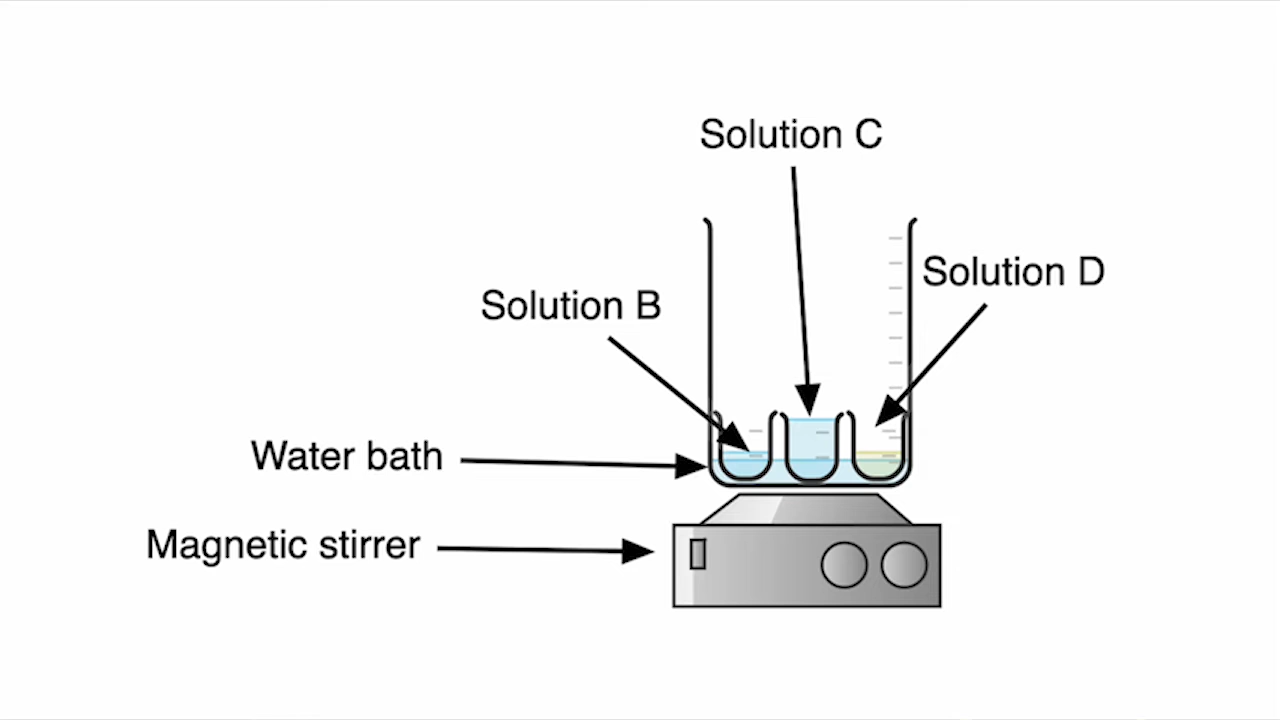 Solution C
Solution D
Solution B
Water bath
Magnetic stirrer